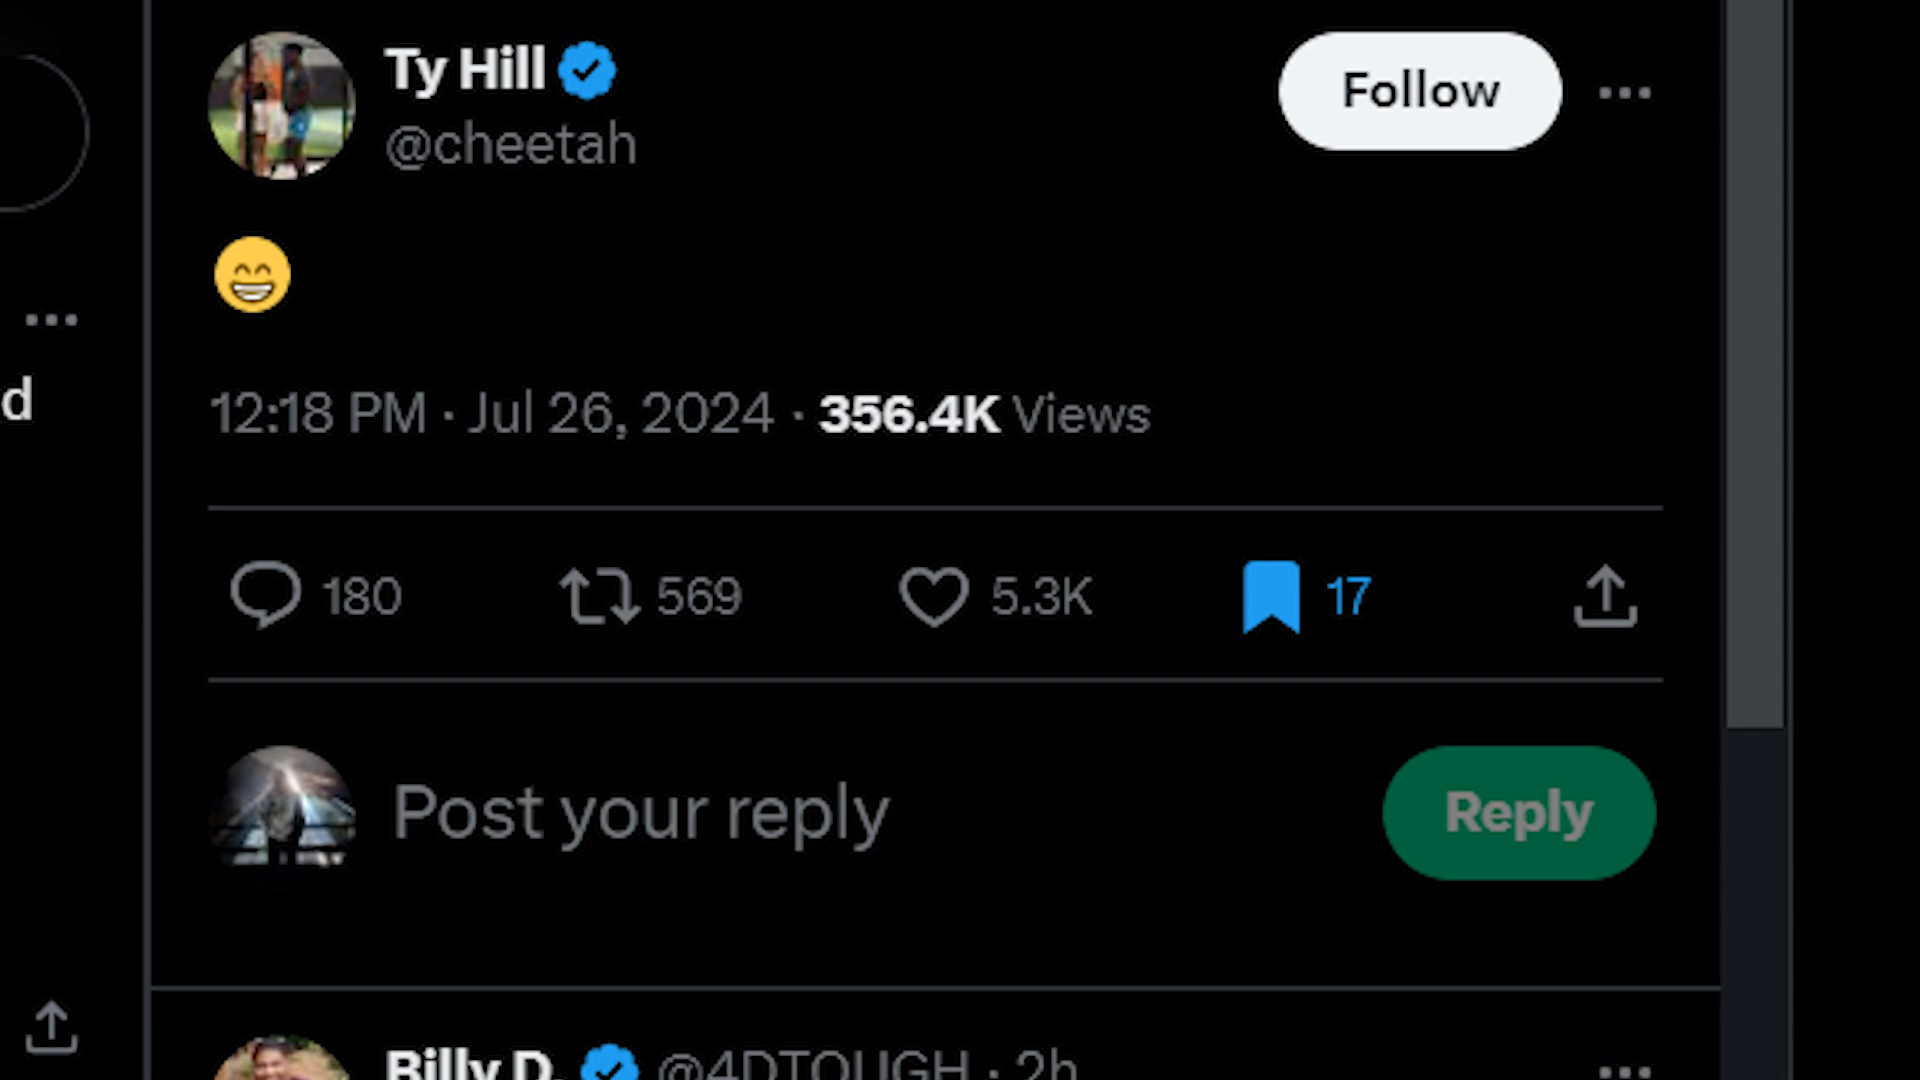 Ty Hill
Follow
@cheetah
😁
d
12:18 PM · Jul 26, 2024 · 356.4K Views
180 569 5.3K 17
Post your reply
Reply
Billy D. @4DTOUGH · 2h